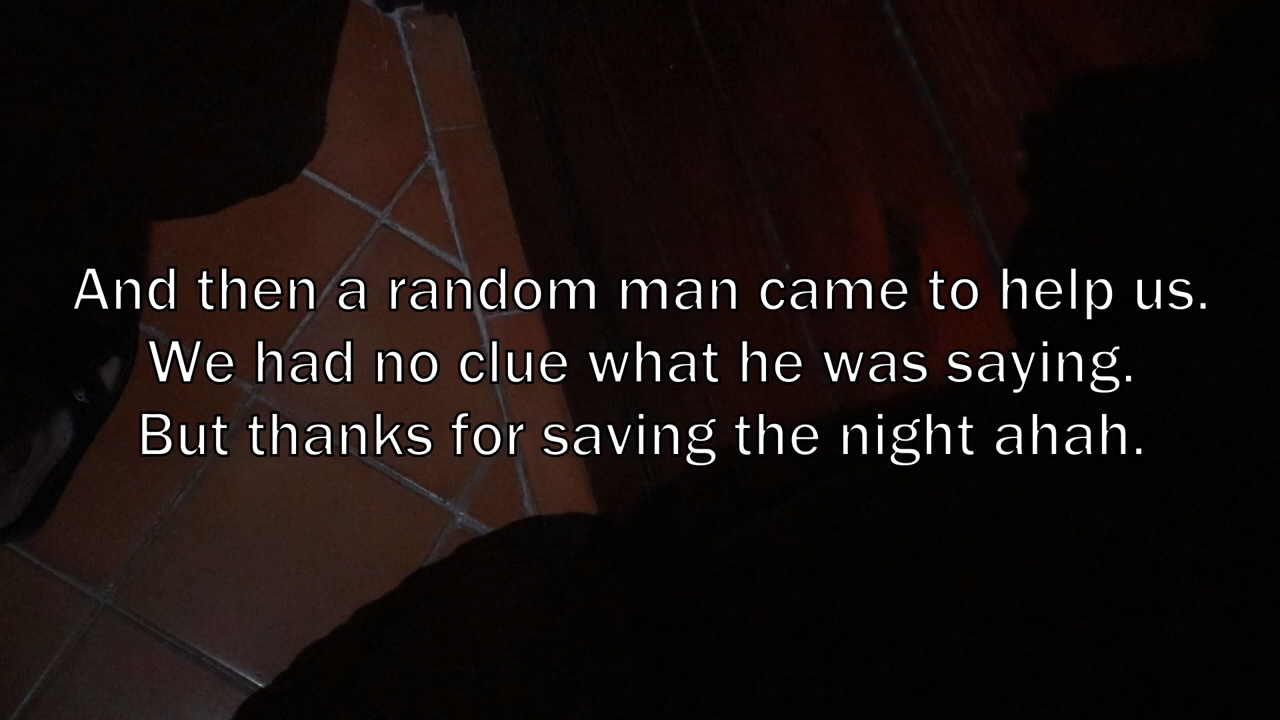 And then a random man came to help us.
We had no clue what he was saying.
But thanks for saving the night ahah.